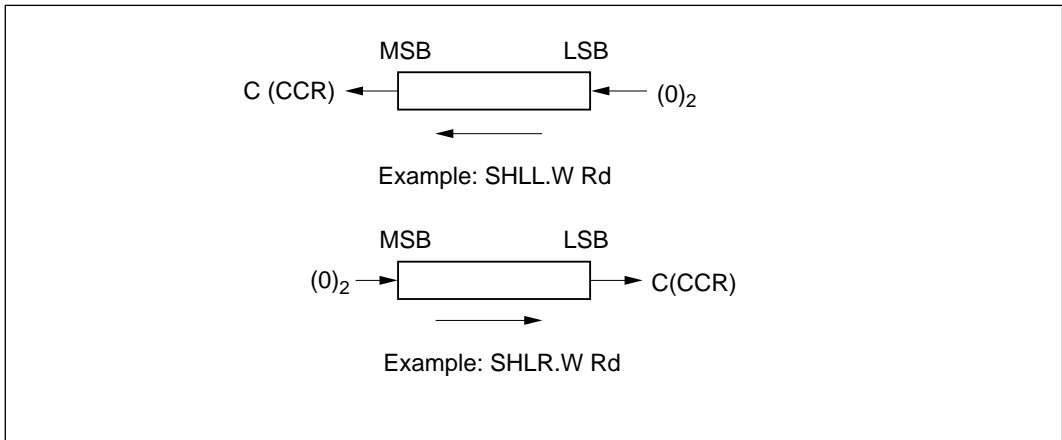 MSB LSB
C (CCR) (0)₂
Example: SHLL.W Rd
MSB LSB
(0)₂ C(CCR)
Example: SHLR.W Rd